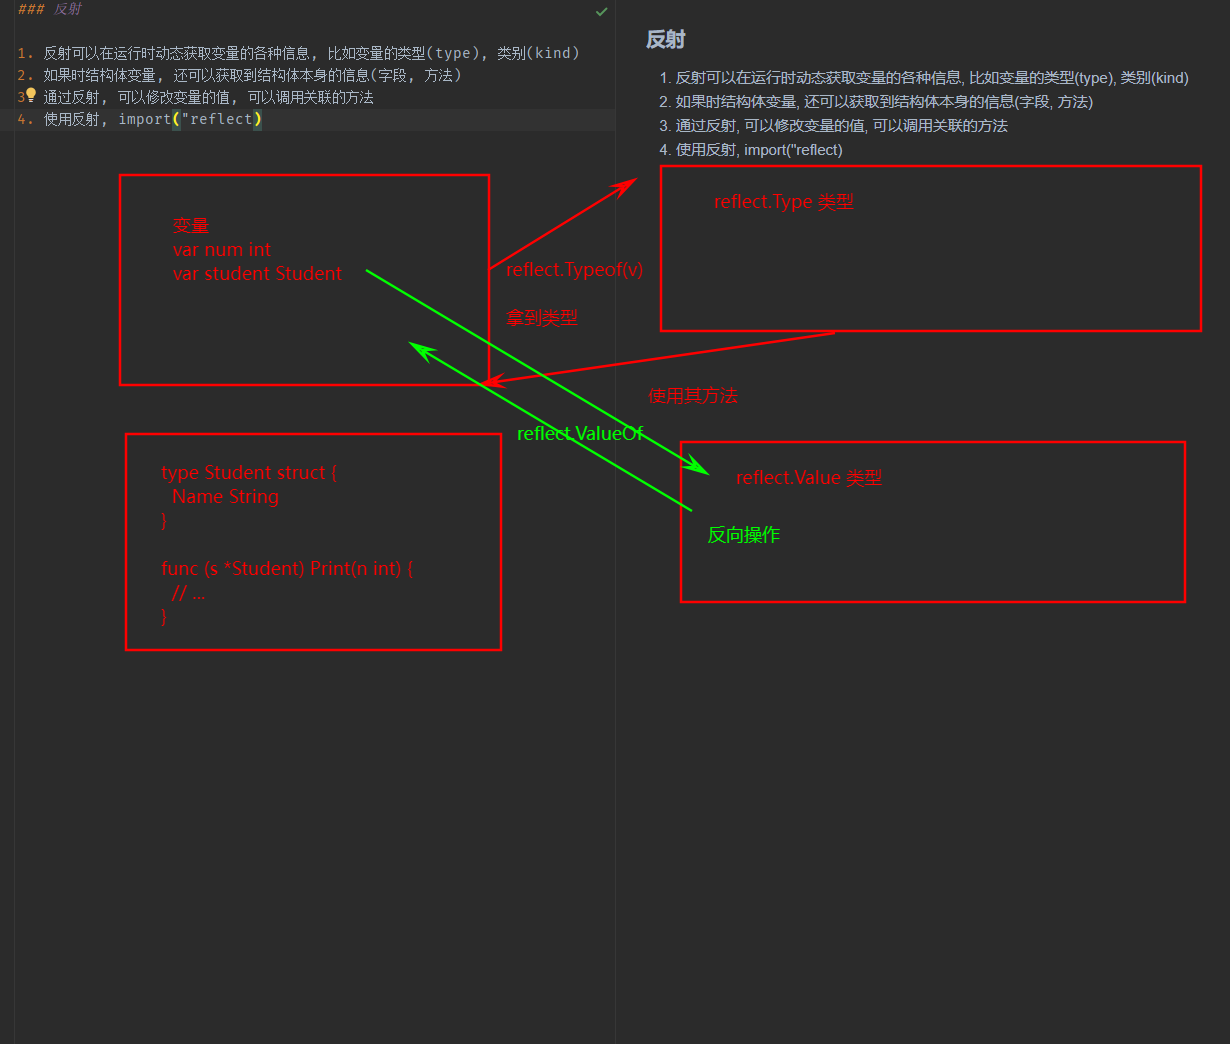 ### 反射
1. 反射可以在运行时动态获取变量的各种信息, 比如变量的类型(type), 类别(kind)
2. 如果时结构体变量, 还可以获取到结构体本身的信息(字段, 方法)
3 通过反射, 可以修改变量的值, 可以调用关联的方法
4. 使用反射, import("reflect)
反射
1. 反射可以在运行时动态获取变量的各种信息, 比如变量的类型(type), 类别(kind)
2. 如果时结构体变量, 还可以获取到结构体本身的信息(字段, 方法)
3. 通过反射, 可以修改变量的值, 可以调用关联的方法
4. 使用反射, import("reflect)
变量
var num int
var student Student
reflect.Typeof(v)
拿到类型
reflect.Type 类型
使用其方法
reflect.ValueOf
type Student struct {
Name String
}
func (s *Student) Print(n int) {
// ...
}
reflect.Value 类型
反向操作